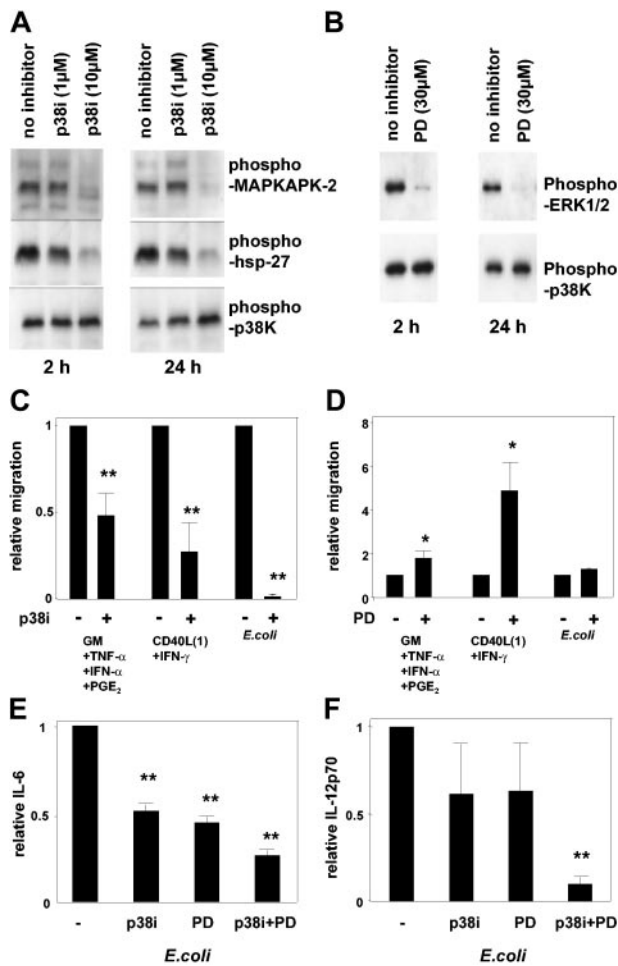 A
no inhibitor
p38i (1µM)
p38i (10µM)
no inhibitor
p38i (1µM)
p38i (10µM)
phospho
-MAPKAPK-2
phospho
-hsp-27
phospho
-p38K
2 h
24 h
B
no inhibitor
PD (30µM)
no inhibitor
PD (30µM)
Phospho
-ERK1/2
Phospho
-p38K
2 h
24 h
C
relative migration
1
0.5
0
**
**
**
p38i
- + - + - +
GM
+TNF-α
+IFN-α
+PGE2
CD40L(1)
+IFN-γ
E.coli
D
relative migration
8
6
4
2
0
*
*
PD
- + - + - +
GM
+TNF-α
+IFN-α
+PGE2
CD40L(1)
+IFN-γ
E.coli
E
relative IL-6
1
0.5
0
**
**
**
- p38i PD p38i+PD
E.coli
F
relative IL-12p70
1
0.5
0
**
- p38i PD p38i+PD
E.coli